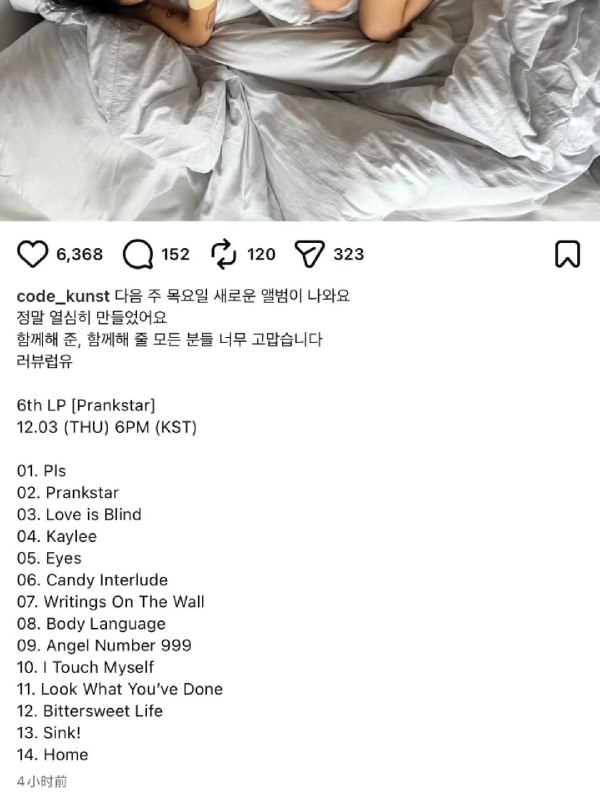 6,368 152 120 323
code_kunst 다음 주 목요일 새로운 앨범이 나와요
정말 열심히 만들었어요
함께해 준, 함께해 줄 모든 분들 너무 고맙습니다
러뷰럽유
6th LP [Prankstar]
12.03 (THU) 6PM (KST)
01. Pls
02. Prankstar
03. Love is Blind
04. Kaylee
05. Eyes
06. Candy Interlude
07. Writings On The Wall
08. Body Language
09. Angel Number 999
10. I Touch Myself
11. Look What You’ve Done
12. Bittersweet Life
13. Sink!
14. Home
4小时前